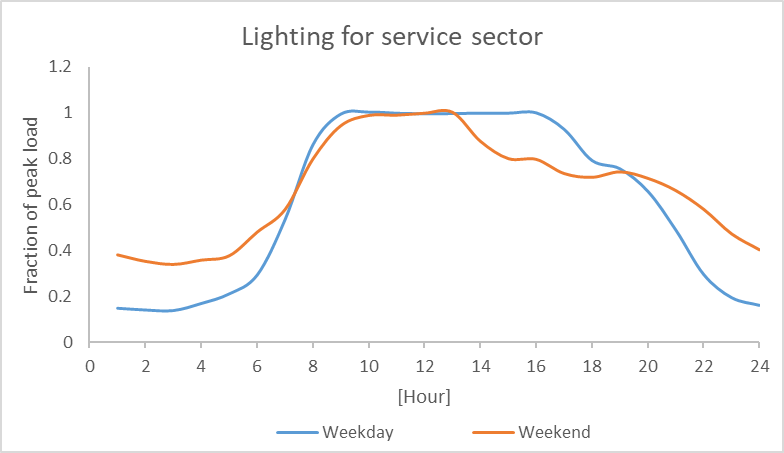 Lighting for service sector
1.2
1
0.8
0.6
0.4
0.2
0
Fraction of peak load
0 2 4 6 8 10 12 14 16 18 20 22 24
[Hour]
Weekday Weekend